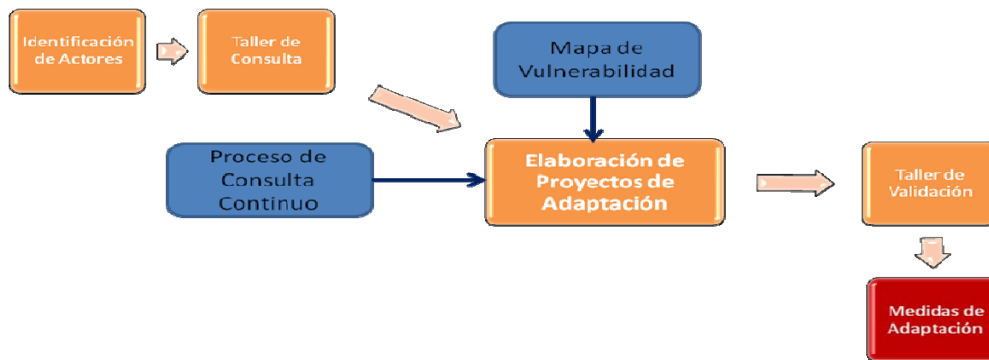 Identificación
de Actores
Taller de
Consulta
Mapa de
Vulnerabilidad
Proceso de
Consulta
Continuo
Elaboración de
Proyectos de
Adaptación
Taller de
Validación
Medidas de
Adaptación